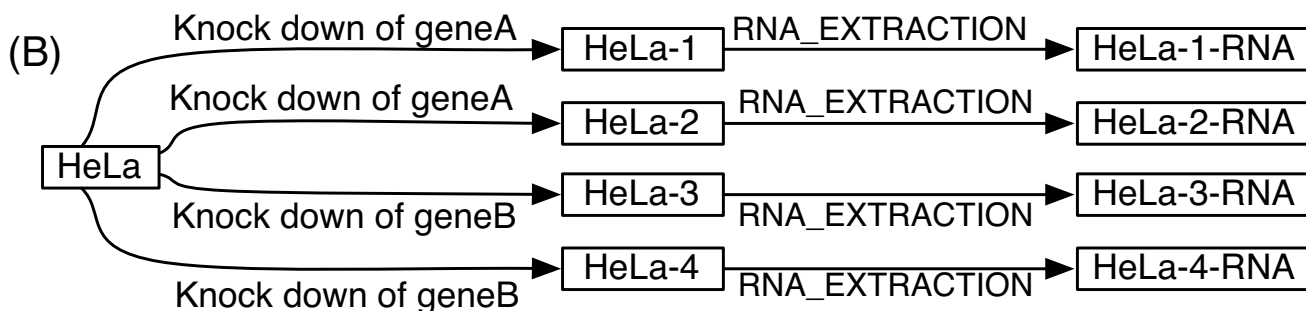 Knock down of geneA
HeLa-1
RNA_EXTRACTION
HeLa-1-RNA
(B)
Knock down of geneA
HeLa-2
RNA_EXTRACTION
HeLa-2-RNA
HeLa
HeLa-3
HeLa-3-RNA
Knock down of geneB
RNA_EXTRACTION
HeLa-4
HeLa-4-RNA
Knock down of geneB
RNA_EXTRACTION